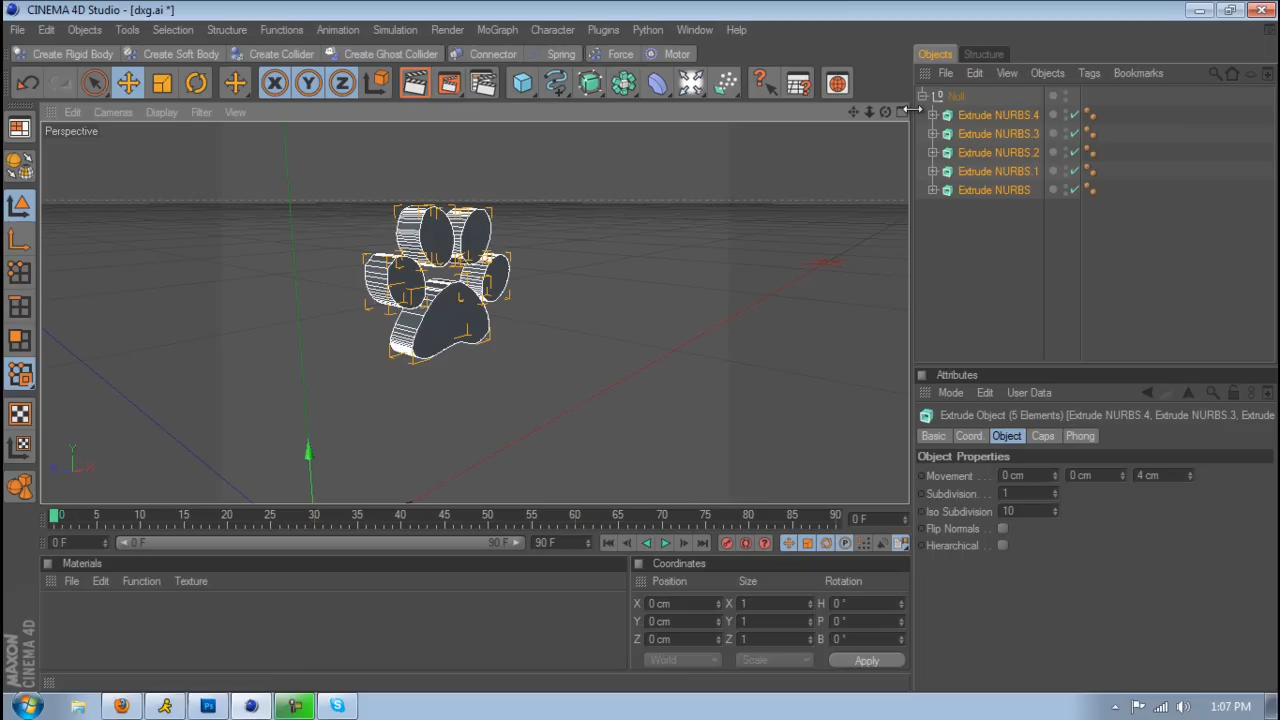 CINEMA 4D Studio - [dxg.ai *]
File Edit Objects Tools Selection Structure Functions Animation Simulation Render MoGraph Character Plugins Python Window Help
Create Rigid Body Create Soft Body Create Collider Create Ghost Collider Connector Spring Force Motor
Objects Structure
File Edit View Objects Tags Bookmarks
Edit Cameras Display Filter View
Perspective
Null
Extrude NURBS.4
Extrude NURBS.3
Extrude NURBS.2
Extrude NURBS.1
Extrude NURBS
Y
X
Attributes
Mode Edit User Data
Extrude Object (5 Elements) [Extrude NURBS.4, Extrude NURBS.3, Extrude
Basic Coord. Object Caps Phong
Object Properties
Movement . . . 0 cm 0 cm 4 cm
Subdivision. . . 1
Iso Subdivision 10
Flip Normals
Hierarchical
0 5 10 15 20 25 30 35 40 45 50 55 60 65 70 75 80 85 90
0 F
0 F 0 F 90 F 90 F
Materials
File Edit Function Texture
Coordinates
Position Size Rotation
X 0 cm X 1 H 0 °
Y 0 cm Y 1 P 0 °
Z 0 cm Z 1 B 0 °
World Scale Apply
MAXON
CINEMA 4D
1:07 PM